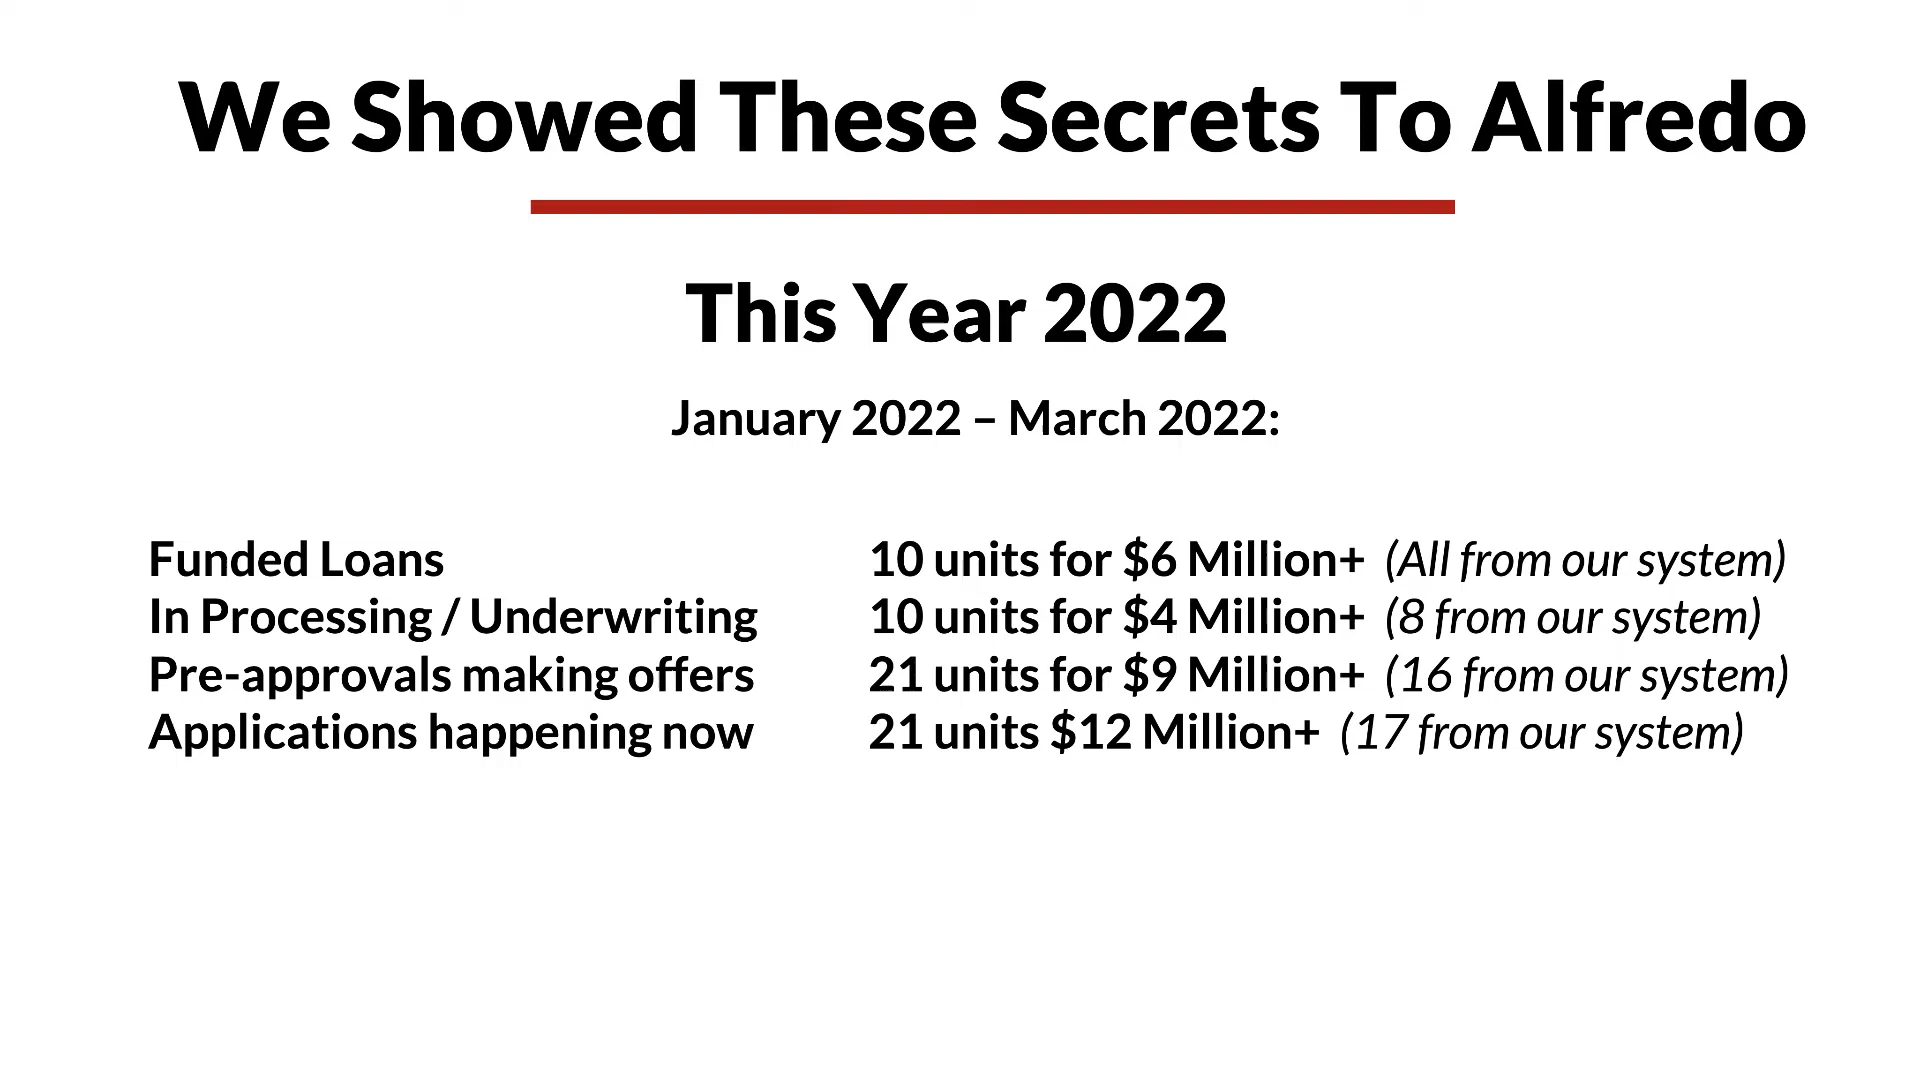 We Showed These Secrets To Alfredo
This Year 2022
January 2022 – March 2022:
Funded Loans 10 units for $6 Million+ (All from our system)
In Processing / Underwriting 10 units for $4 Million+ (8 from our system)
Pre-approvals making offers 21 units for $9 Million+ (16 from our system)
Applications happening now 21 units $12 Million+ (17 from our system)